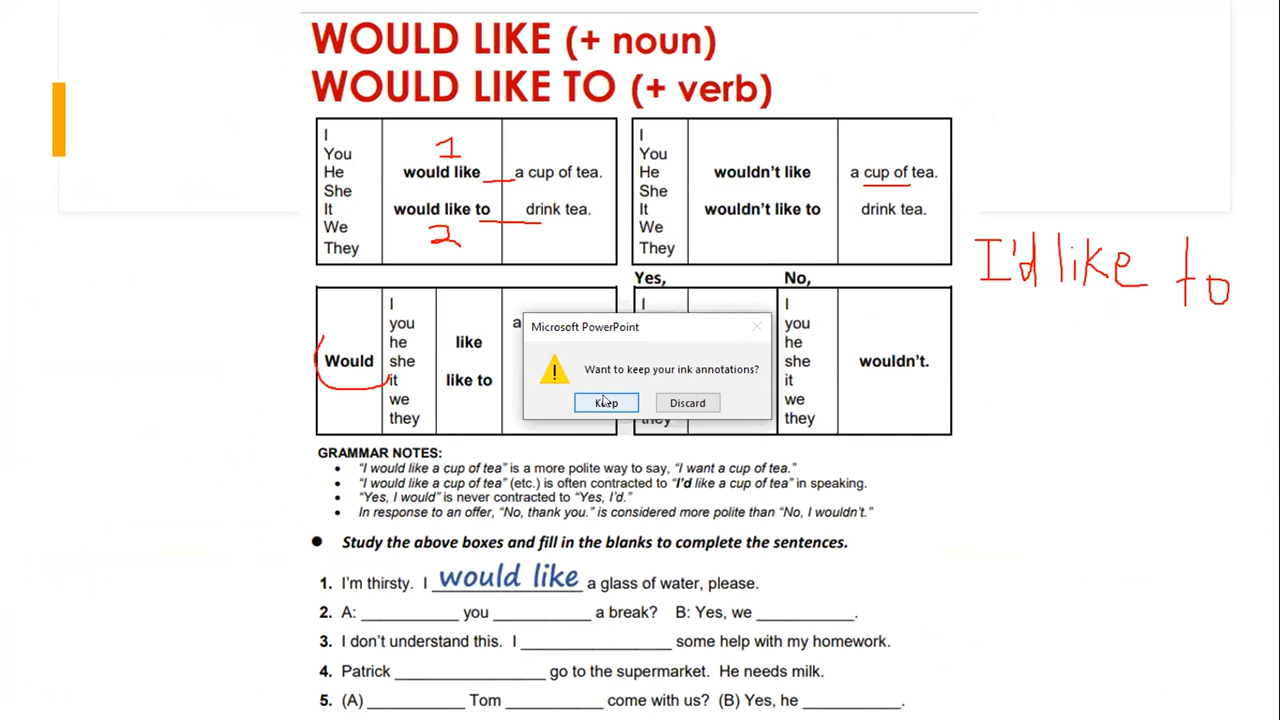 WOULD LIKE (+ noun)
WOULD LIKE TO (+ verb)
I
You
He
She
It
We
They
1
would like
would like to
2
a cup of tea.
drink tea.
I
You
He
She
It
We
They
wouldn't like
wouldn't like to
a cup of tea.
drink tea.
I'd like to
Would
I
you
he
she
it
we
they
like
like to
a
Yes,
I
they
No,
I
you
he
she
it
we
they
wouldn't.
Microsoft PowerPoint
Want to keep your ink annotations?
Keep Discard
GRAMMAR NOTES:
• "I would like a cup of tea" is a more polite way to say, "I want a cup of tea."
• "I would like a cup of tea" (etc.) is often contracted to "I'd like a cup of tea" in speaking.
• "Yes, I would" is never contracted to "Yes, I'd."
• In response to an offer, "No, thank you." is considered more polite than "No, I wouldn't."
● Study the above boxes and fill in the blanks to complete the sentences.
1. I'm thirsty. I would like a glass of water, please.
2. A: __________ you __________ a break? B: Yes, we __________.
3. I don't understand this. I ______________ some help with my homework.
4. Patrick ______________ go to the supermarket. He needs milk.
5. (A) __________ Tom __________ come with us? (B) Yes, he __________.